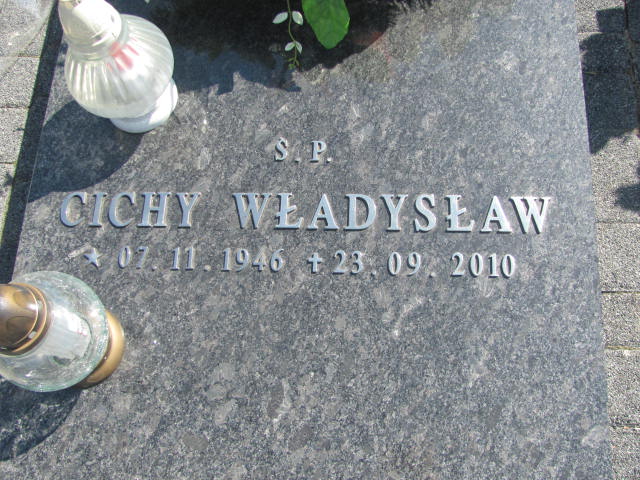 Ś. P.
CICHY WŁADYSŁAW
★ 07. 11. 1946 ✝ 23. 09. 2010